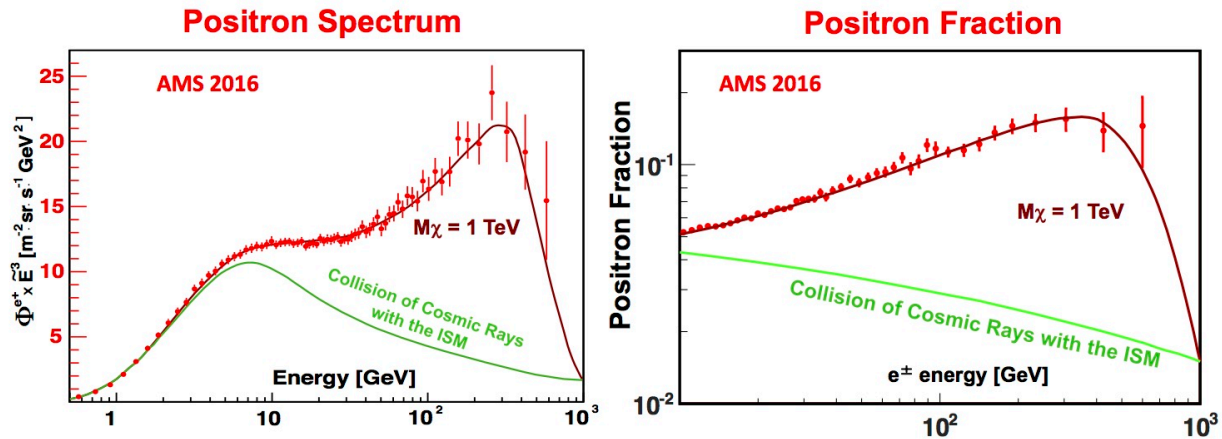 Positron Spectrum
AMS 2016
25
20
15
10
5
Φe+ x Ẽ3 [m-2sr-1s-1 GeV2]
Mχ = 1 TeV
Collision of Cosmic Rays
with the ISM
Energy [GeV]
1
10
10²
10³
Positron Fraction
AMS 2016
Positron Fraction
10⁻¹
10⁻²
Mχ = 1 TeV
Collision of Cosmic Rays with the ISM
e± energy [GeV]
10²
10³